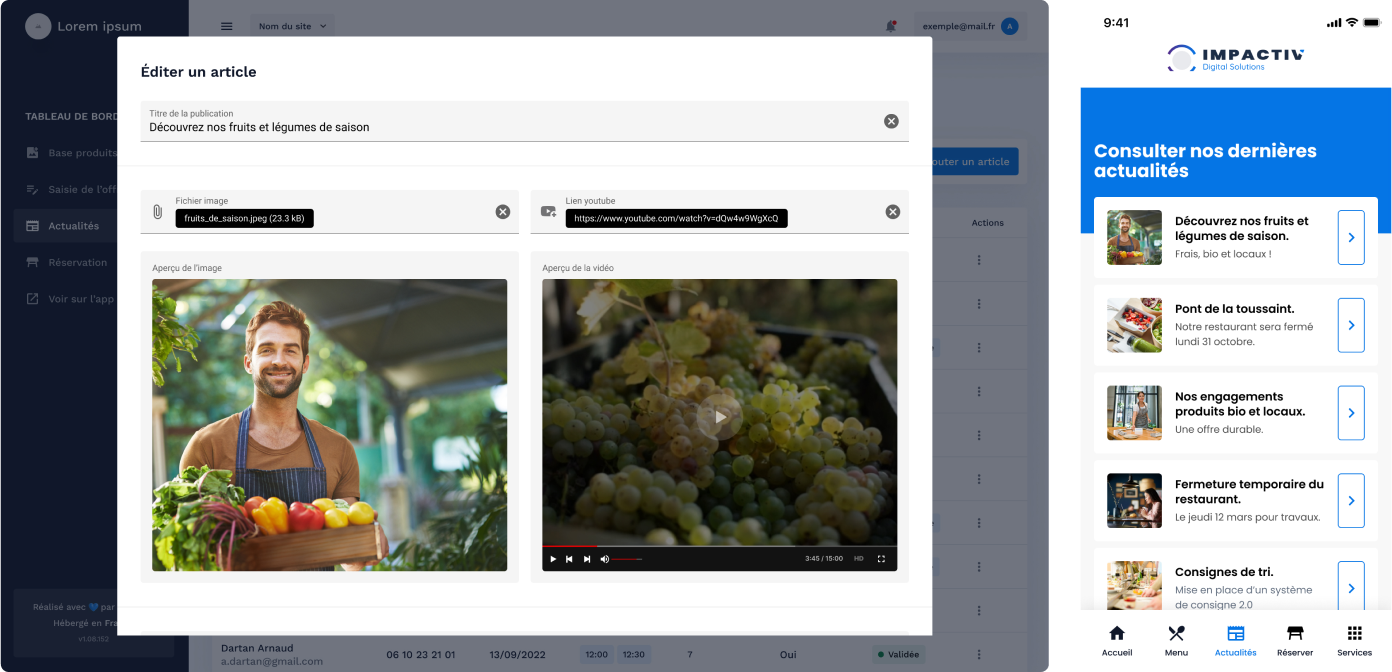 Lorem ipsum
Nom du site
exemple@mail.fr
A
TABLEAU DE BORD
Base produits
Saisie de l'off
Actualités
Réservation
Voir sur l'app
Réalisé avec 💙 par
Hébergé en Fra
v1.06.152
outer un article
Actions
Éditer un article
Titre de la publication
Découvrez nos fruits et légumes de saison
Fichier image
fruits_de_saison.jpeg (23.3 kB)
Lien youtube
https://www.youtube.com/watch?v=dQw4w9WgXcQ
Aperçu de l'image
Aperçu de la vidéo
3:45 / 15:00 HD
Dartan Arnaud
a.dartan@gmail.com
06 10 23 21 01
13/09/2022
12:00 12:30
7
Oui
Validée
9:41
IMPACTIV
Digital Solutions
Consulter nos dernières
actualités
Découvrez nos fruits et
légumes de saison.
Frais, bio et locaux !
Pont de la toussaint.
Notre restaurant sera fermé
lundi 31 octobre.
Nos engagements
produits bio et locaux.
Une offre durable.
Fermeture temporaire du
restaurant.
Le jeudi 12 mars pour travaux.
Consignes de tri.
Mise en place d'un système
de consigne 2.0
Accueil
Menu
Actualités
Réserver
Services